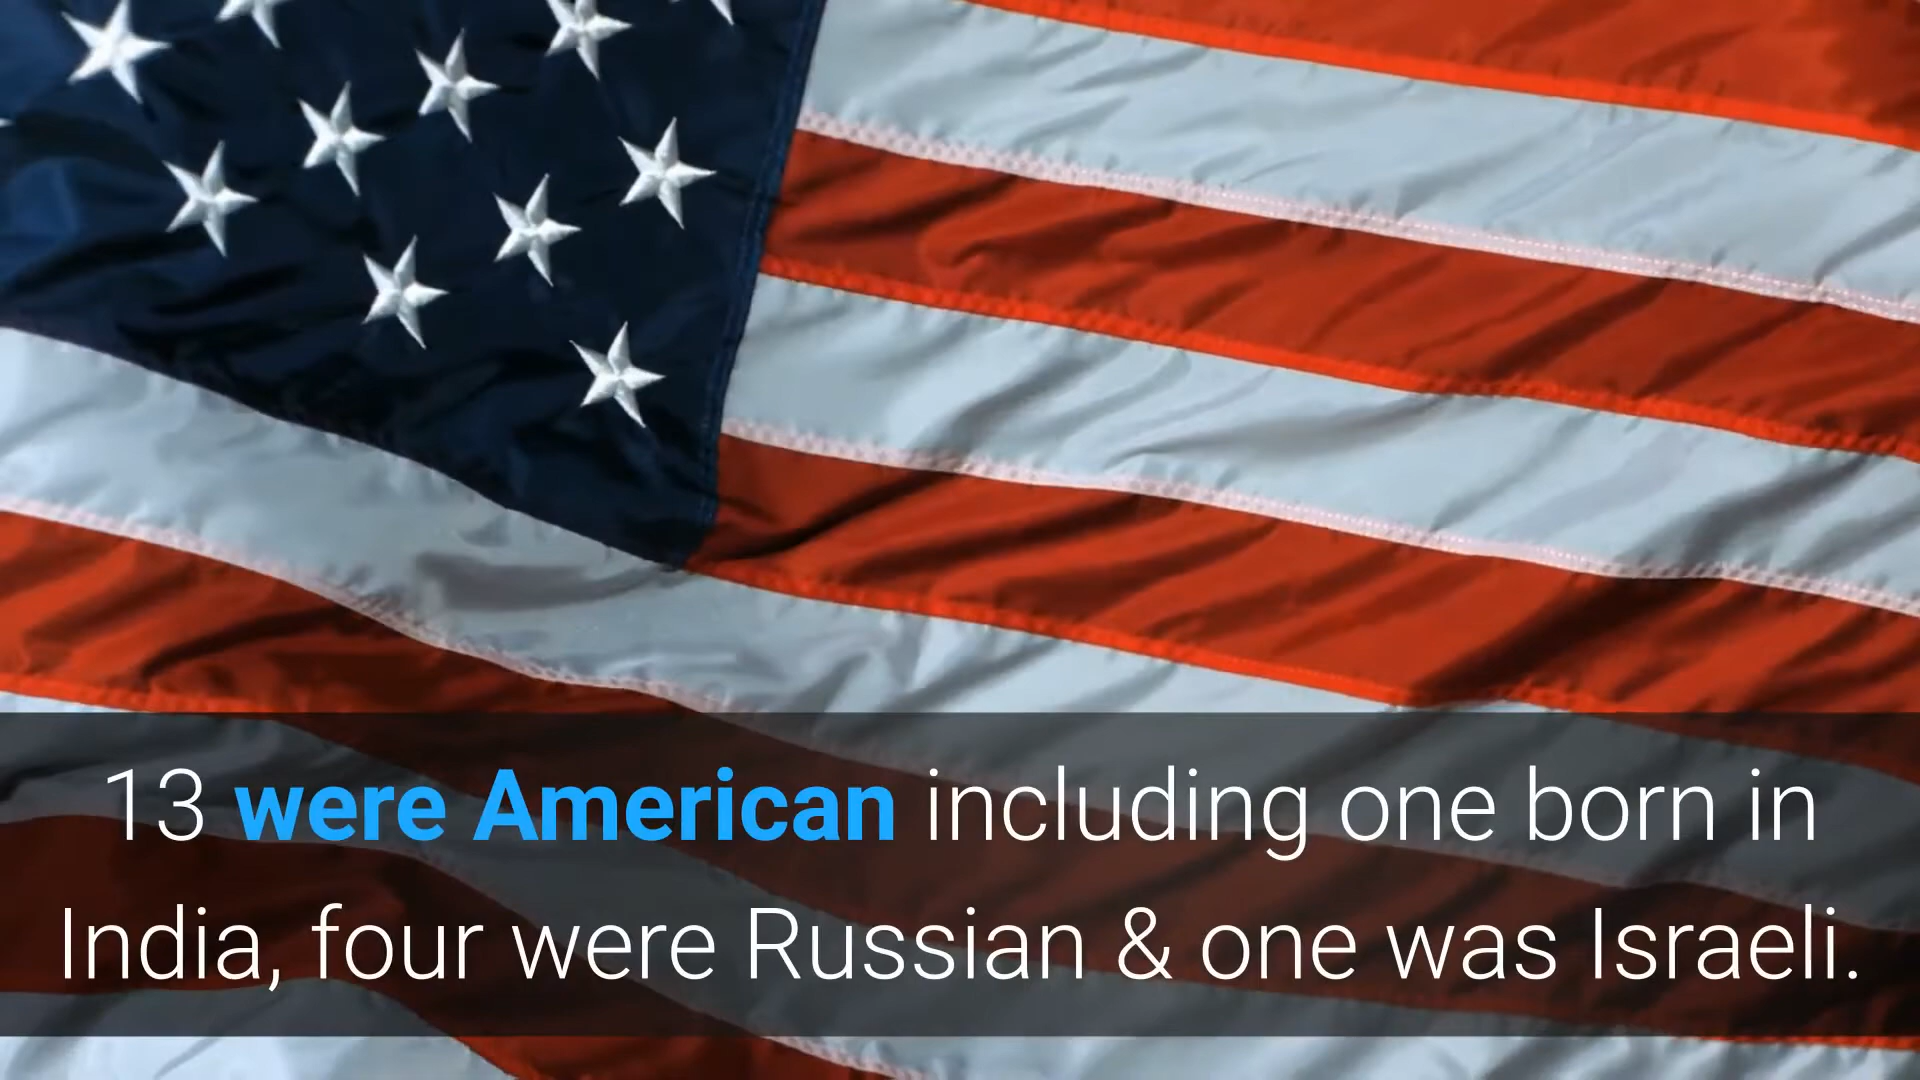 13 were American including one born in
India, four were Russian & one was Israeli.